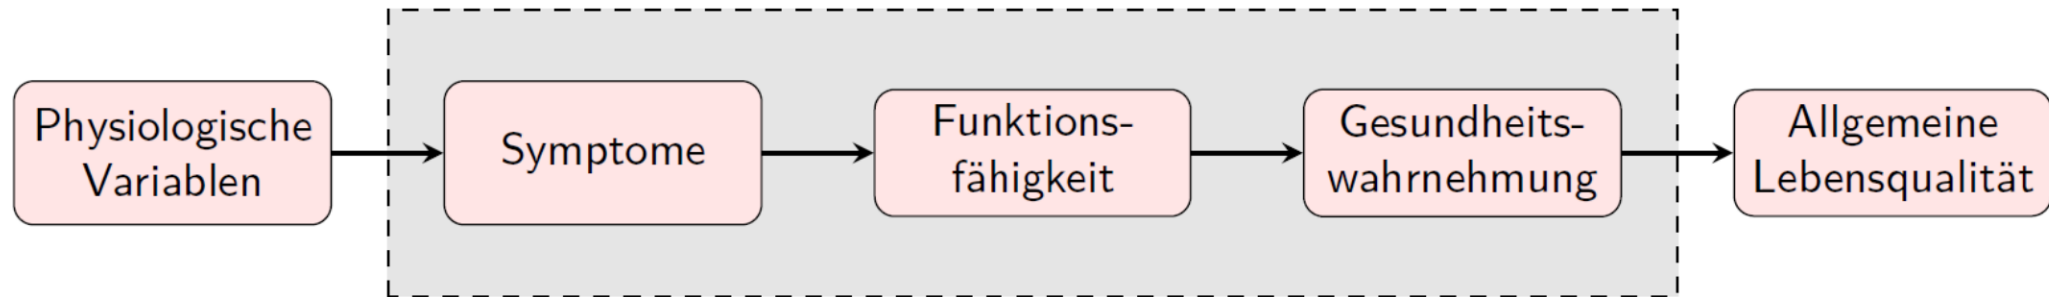 Physiologische
Variablen
Symptome
Funktions-
fähigkeit
Gesundheits-
wahrnehmung
Allgemeine
Lebensqualität